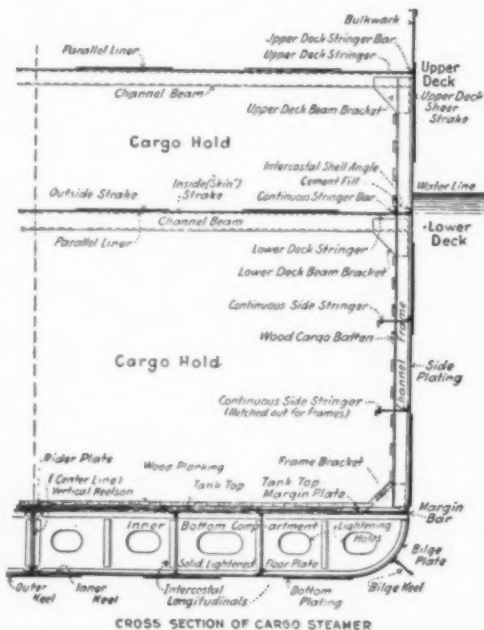 Bulkwark
Upper Deck Stringer Bar
Parallel Liner
Upper Deck Stringer
Upper
Deck
Channel Beam
Upper Deck
Sheer
Strake
Upper Deck Beam Bracket
Cargo Hold
Intercostal Shell Angle
Cement Fill
Inside("Skin")
Strake
Outside Strake
Continuous Stringer Bar
Water Line
Channel Beam
Lower
Deck
Parallel Liner
Lower Deck Stringer
Lower Deck Beam Bracket
Continuous Side Stringer
Channel Frame
Wood Cargo Batten
Cargo Hold
Side
Plating
Continuous Side Stringer
(Notched out for frames)
Frame Bracket
Rider Plate
Wood Planking
(Center Line)
Vertical Keelson
Tank Top
Tank Top
Margin Plate
Margin
Bar
Inner Bottom Compartment
Lightening
Holes
Solid Lightened Floor Plate
Bilge
Plate
Outer
Keel
Inner
Keel
Intercostal
Longitudinals
Bottom
Plating
Bilge Keel
CROSS SECTION OF CARGO STEAMER